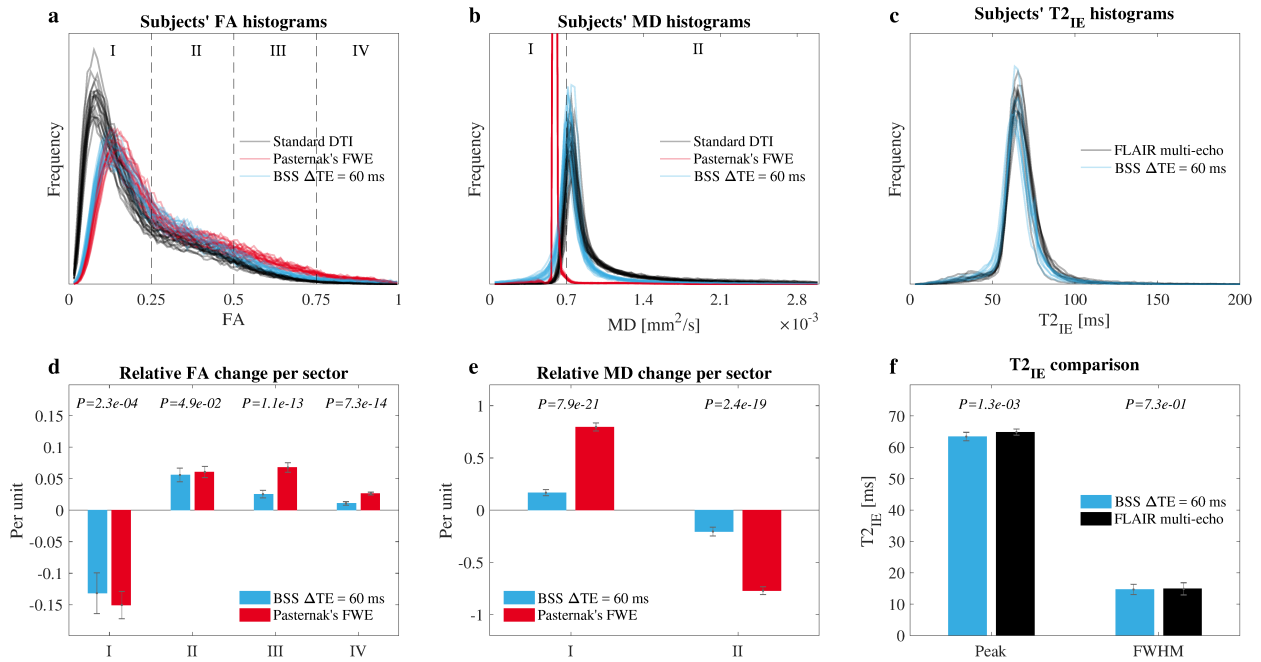 a
Subjects' FA histograms
I II III IV
Frequency
Standard DTI
Pasternak's FWE
BSS ΔTE = 60 ms
0 0.25 0.5 0.75 1
FA
b
Subjects' MD histograms
I II
Frequency
Standard DTI
Pasternak's FWE
BSS ΔTE = 60 ms
0 0.7 1.4 2.1 2.8
MD [mm²/s]
×10⁻³
c
Subjects' T2_IE histograms
Frequency
FLAIR multi-echo
BSS ΔTE = 60 ms
0 50 100 150 200
T2_IE [ms]
d
Relative FA change per sector
P=2.3e-04 P=4.9e-02 P=1.1e-13 P=7.3e-14
0.15
0.1
0.05
0
-0.05
-0.1
-0.15
Per unit
BSS ΔTE = 60 ms
Pasternak's FWE
I II III IV
e
Relative MD change per sector
P=7.9e-21 P=2.4e-19
1
0.5
0
-0.5
-1
Per unit
BSS ΔTE = 60 ms
Pasternak's FWE
I II
f
T2_IE comparison
P=1.3e-03 P=7.3e-01
70
60
50
40
30
20
10
0
T2_IE [ms]
BSS ΔTE = 60 ms
FLAIR multi-echo
Peak FWHM